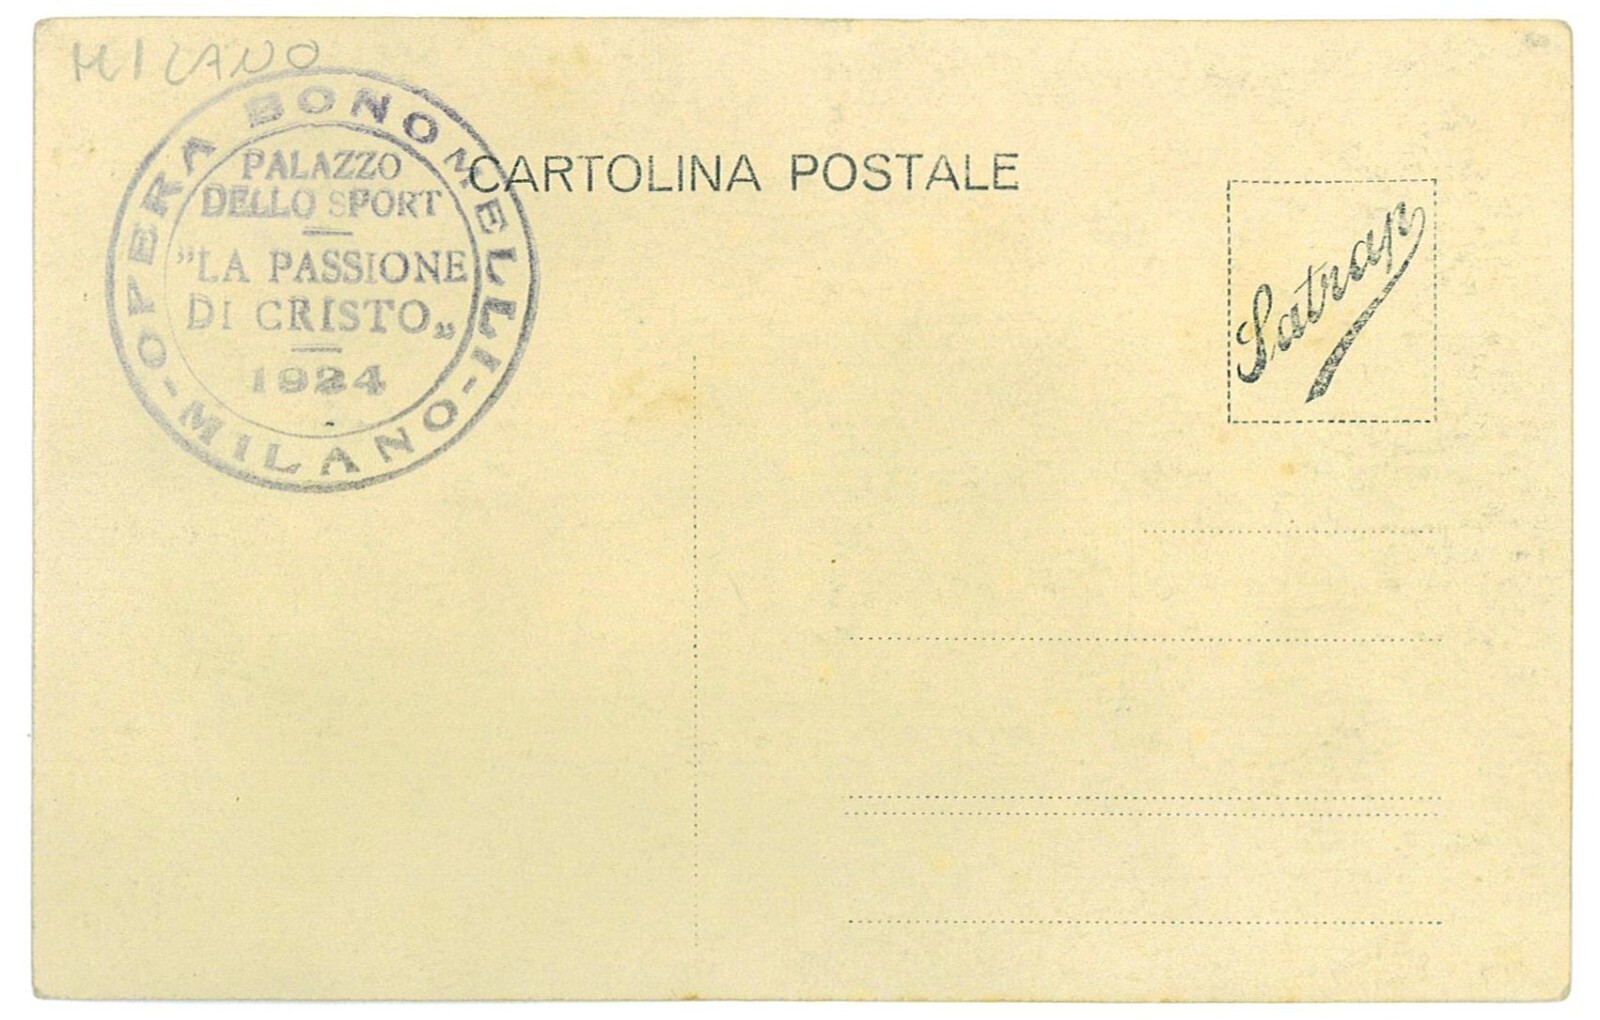 MILANO
OPERA BONOMELLI - MILANO -
PALAZZO
DELLO SPORT
"LA PASSIONE
DI CRISTO„
1924
CARTOLINA POSTALE
Satrap